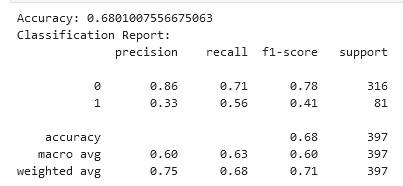 Accuracy: 0.6801007556675063
Classification Report:
precision recall f1-score support
0 0.86 0.71 0.78 316
1 0.33 0.56 0.41 81
accuracy 0.68 397
macro avg 0.60 0.63 0.60 397
weighted avg 0.75 0.68 0.71 397